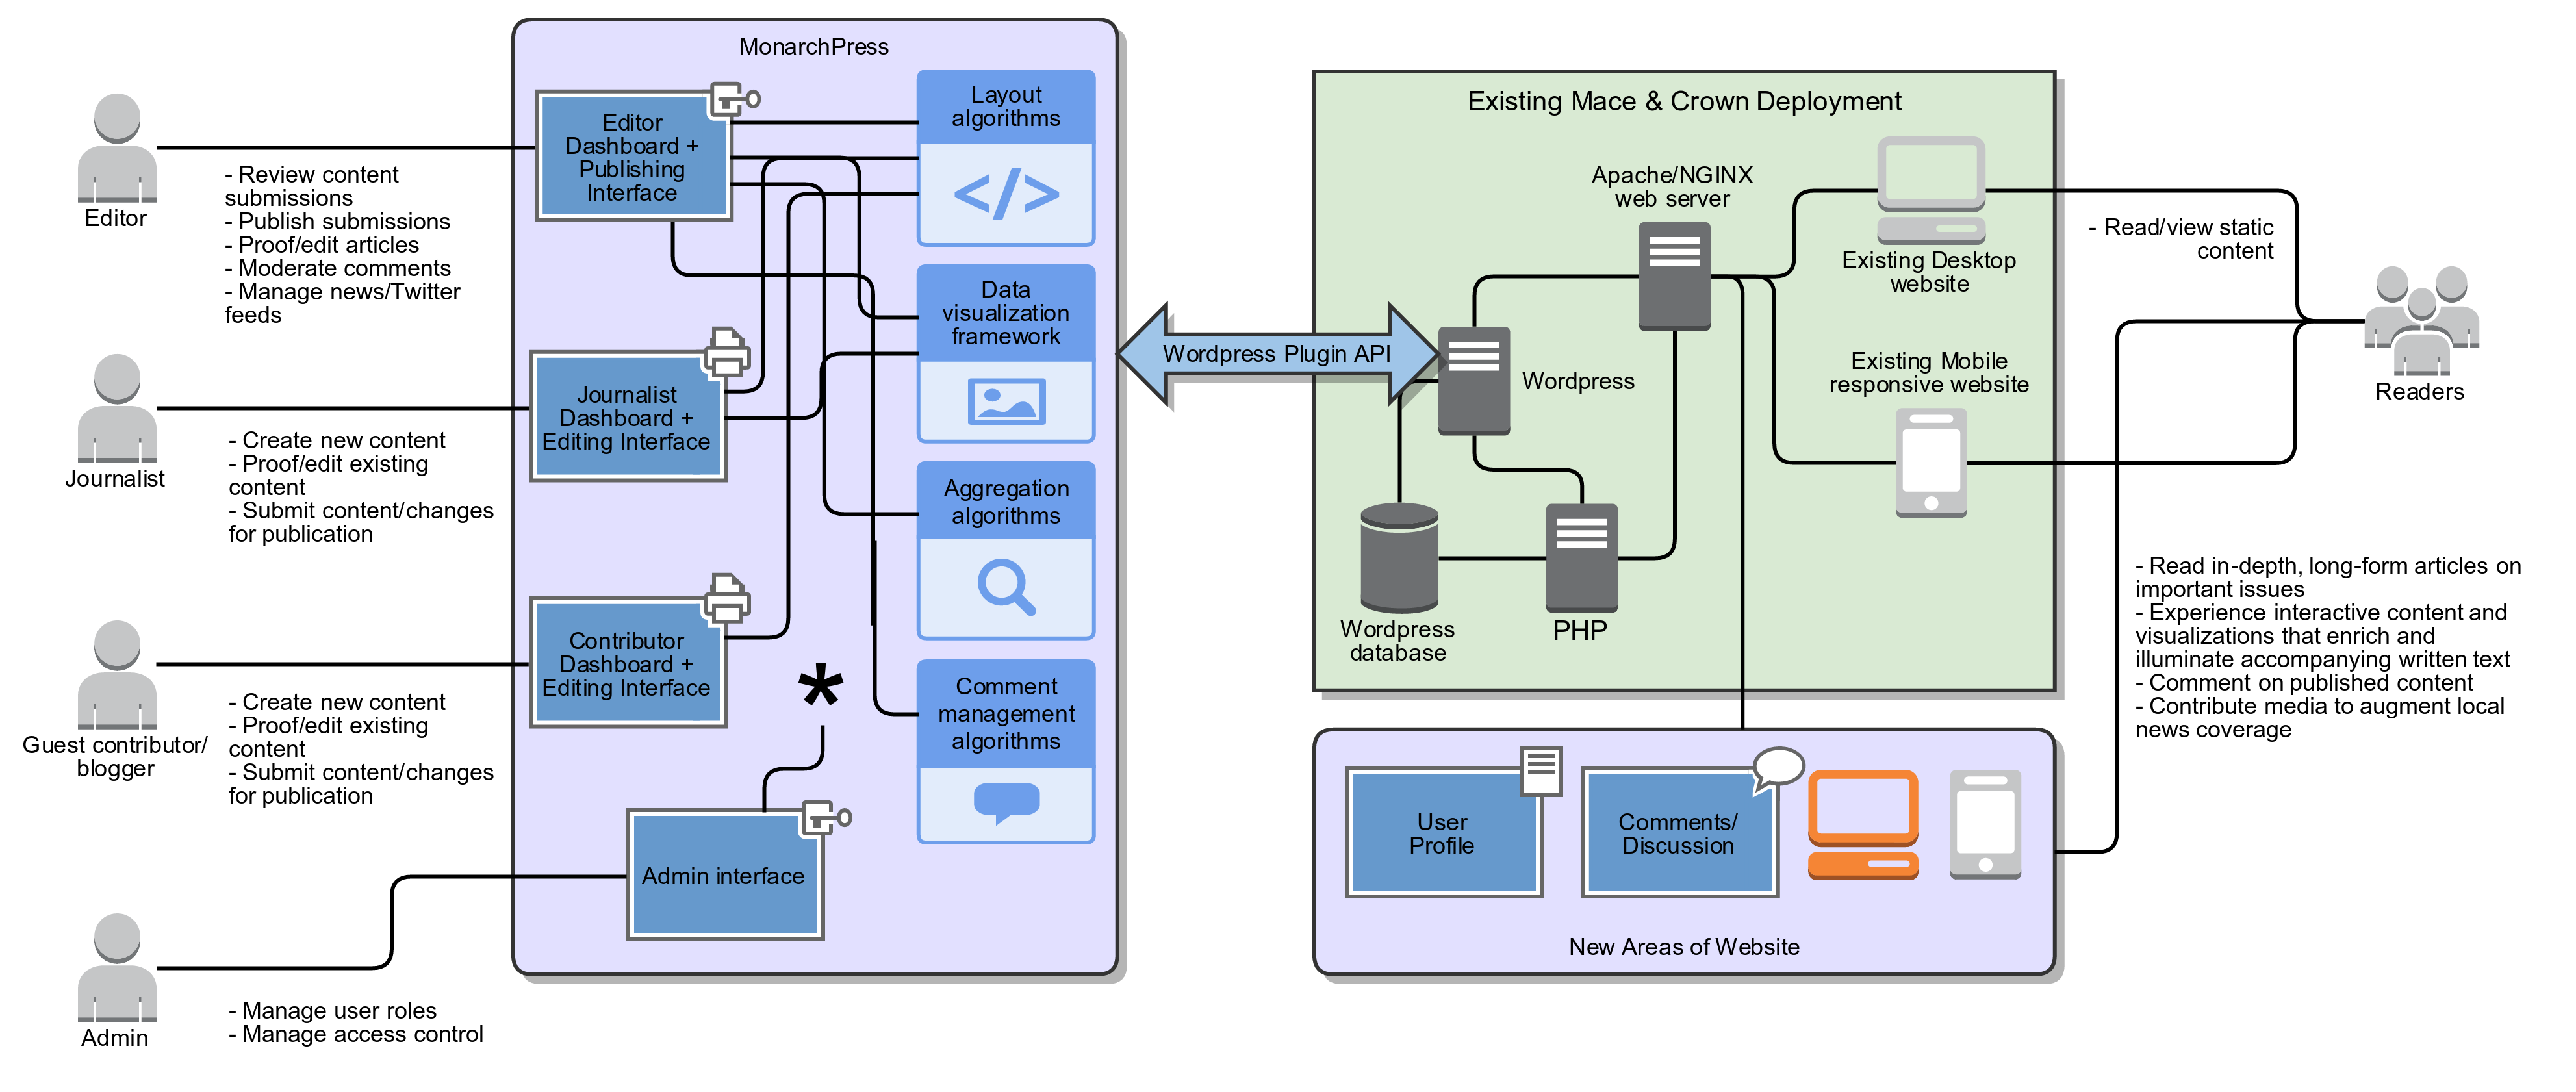 MonarchPress
Editor
Dashboard +
Publishing
Interface
Layout
algorithms
</>
Editor
- Review content
submissions
- Publish submissions
- Proof/edit articles
- Moderate comments
- Manage news/Twitter
feeds
Data
visualization
framework
Journalist
Dashboard +
Editing Interface
Journalist
- Create new content
- Proof/edit existing
content
- Submit content/changes
for publication
Aggregation
algorithms
Contributor
Dashboard +
Editing Interface
*
Guest contributor/
blogger
- Create new content
- Proof/edit existing
content
- Submit content/changes
for publication
Comment
management
algorithms
Admin interface
Admin
- Manage user roles
- Manage access control
Wordpress Plugin API
Existing Mace & Crown Deployment
Apache/NGINX
web server
Existing Desktop
website
Wordpress
Existing Mobile
responsive website
Wordpress
database
PHP
- Read/view static
content
Readers
- Read in-depth, long-form articles on
important issues
- Experience interactive content and
visualizations that enrich and
illuminate accompanying written text
- Comment on published content
- Contribute media to augment local
news coverage
User
Profile
Comments/
Discussion
New Areas of Website